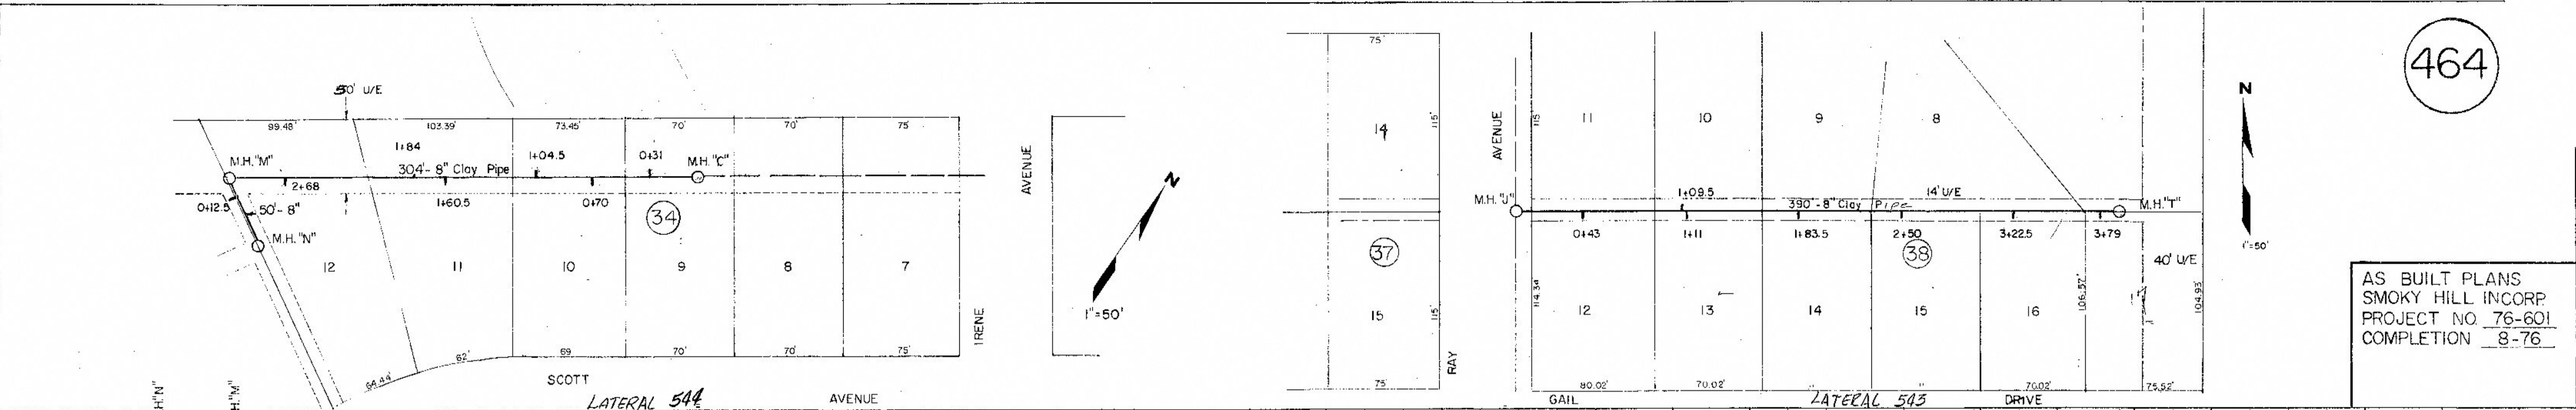 464
50' U/E
99.48'
103.39'
73.45'
70'
70'
75'
1+84
1+04.5
0+31
M.H. "M"
304'- 8" Clay Pipe
M.H. "C"
2+68
1+60.5
0+70
0+12.5
50'- 8"
M.H. "N"
34
12
11
10
9
8
7
64.44'
62'
69
70'
70'
75'
SCOTT
AVENUE
LATERAL 544
H."N"
H."M"
IRENE
AVENUE
N
1"=50'
75'
14
115'
37
15
115'
75'
RAY
AVENUE
115'
11
10
9
8
M.H. "J"
1+09.5
14' U/E
390'-8" Clay Pipe
M.H. "T"
0+43
1+11
1+83.5
2+50
3+22.5
3+79
38
40' U/E
114.34
12
13
14
15
16
106.57'
104.93'
80.02'
70.02'
"
"
70.02'
75.52'
GAIL
DRIVE
LATERAL 543
N
1"=50'
AS BUILT PLANS
SMOKY HILL INCORP.
PROJECT NO. 76-601
COMPLETION 8-76